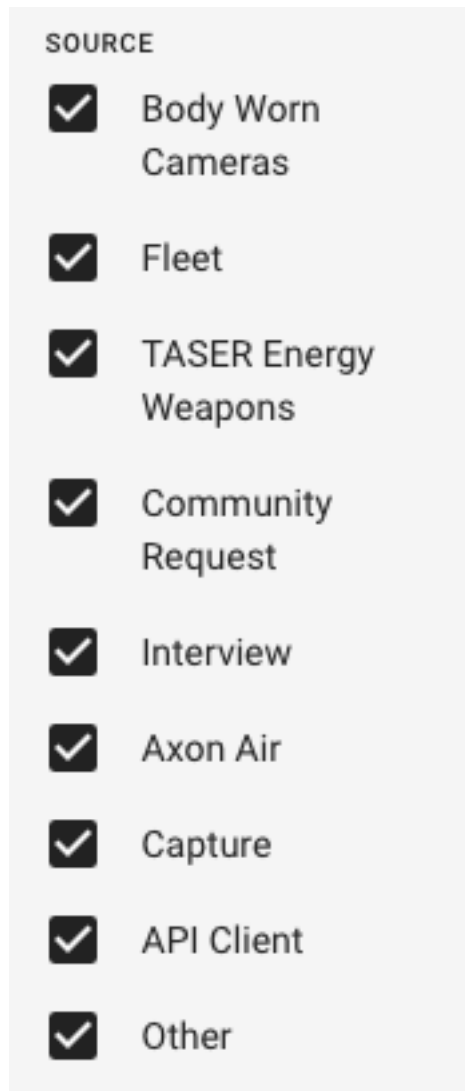 SOURCE
Body Worn
Cameras
Fleet
TASER Energy
Weapons
Community
Request
Interview
Axon Air
Capture
API Client
Other